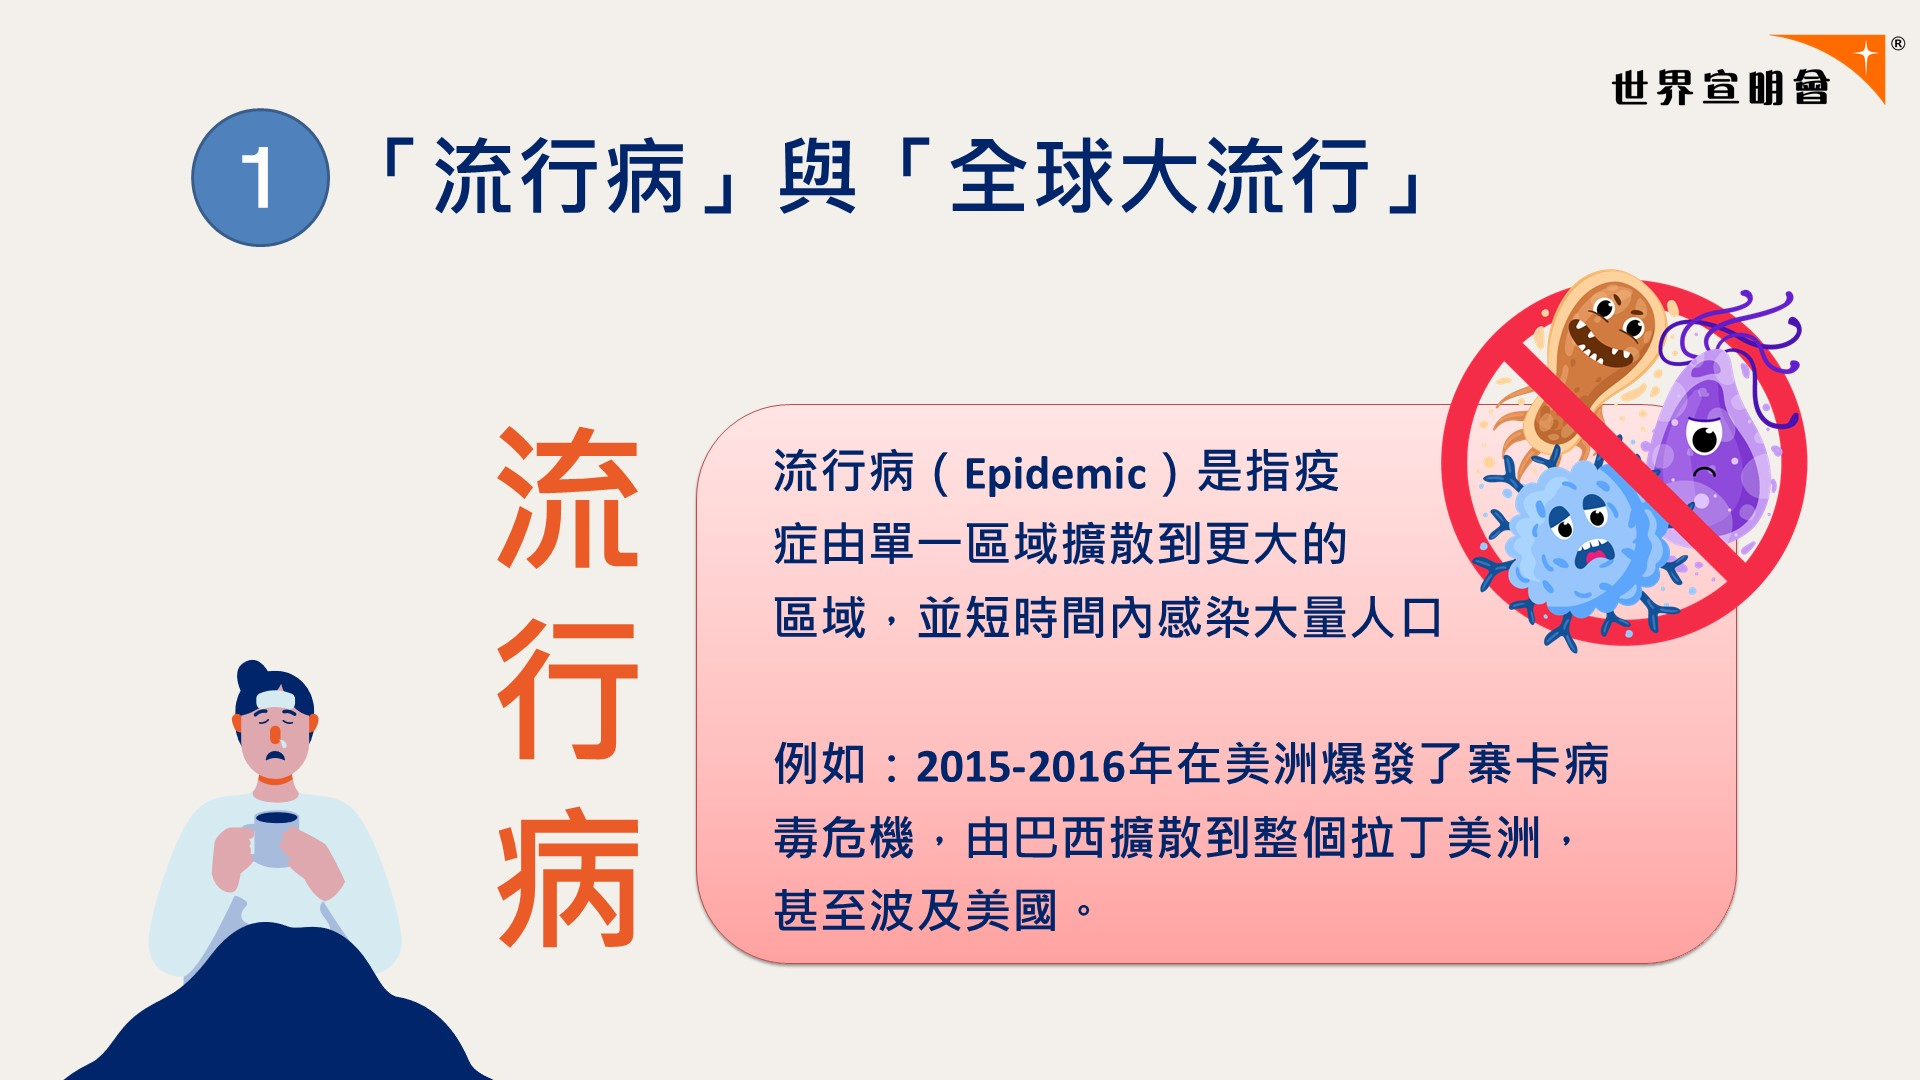 世界宣明會®
1
「流行病」與「全球大流行」
流行病
流行病（Epidemic）是指疫
症由單一區域擴散到更大的
區域，並短時間內感染大量人口
例如：2015-2016年在美洲爆發了寨卡病
毒危機，由巴西擴散到整個拉丁美洲，
甚至波及美國。